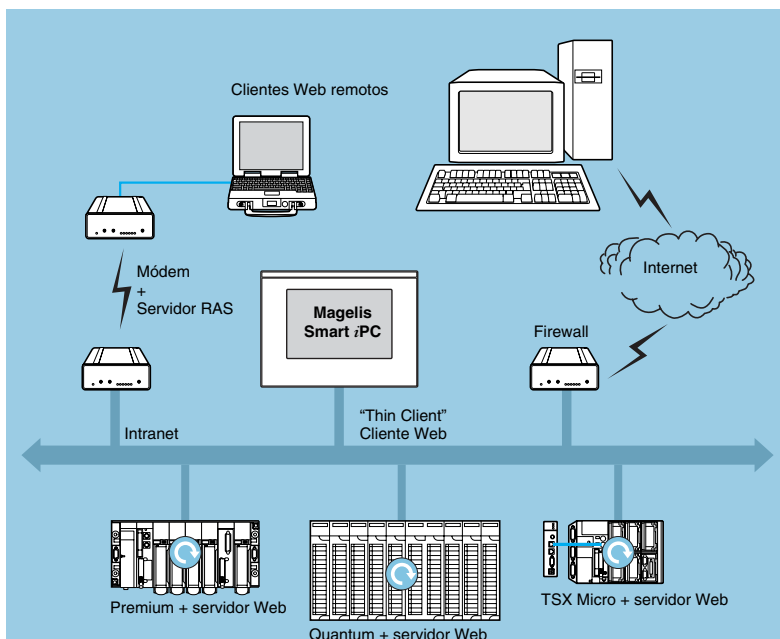 Clientes Web remotos
Módem
+
Servidor RAS
Internet
Magelis
Smart iPC
Firewall
Intranet
“Thin Client”
Cliente Web
Premium + servidor Web
Quantum + servidor Web
TSX Micro + servidor Web